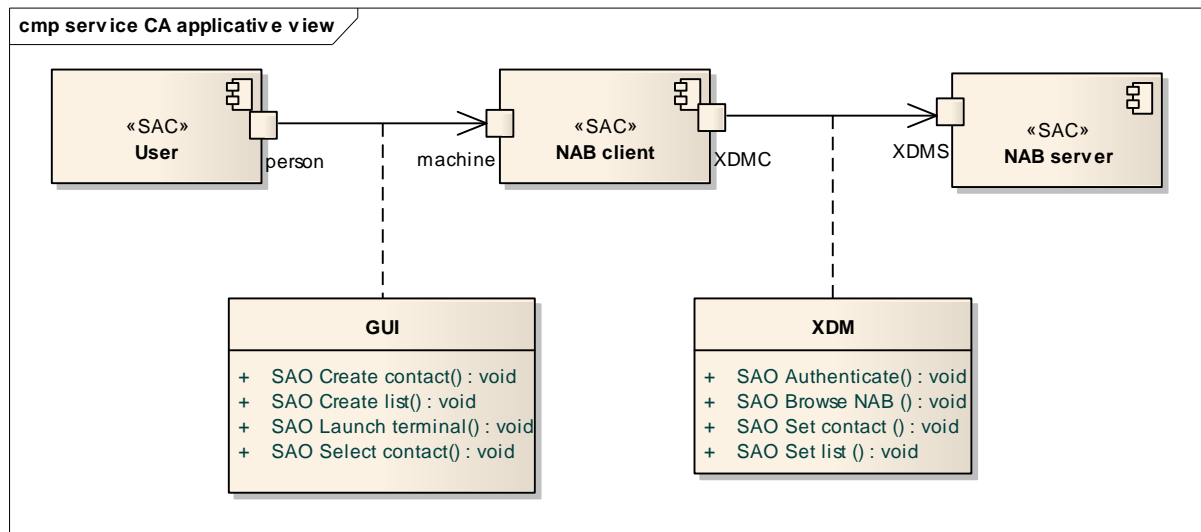 cmp service CA applicative view
«SAC»
User
person
machine
«SAC»
NAB client
XDMC
XDMS
«SAC»
NAB server
GUI
+ SAO Create contact() : void
+ SAO Create list() : void
+ SAO Launch terminal() : void
+ SAO Select contact() : void
XDM
+ SAO Authenticate() : void
+ SAO Browse NAB () : void
+ SAO Set contact () : void
+ SAO Set list () : void